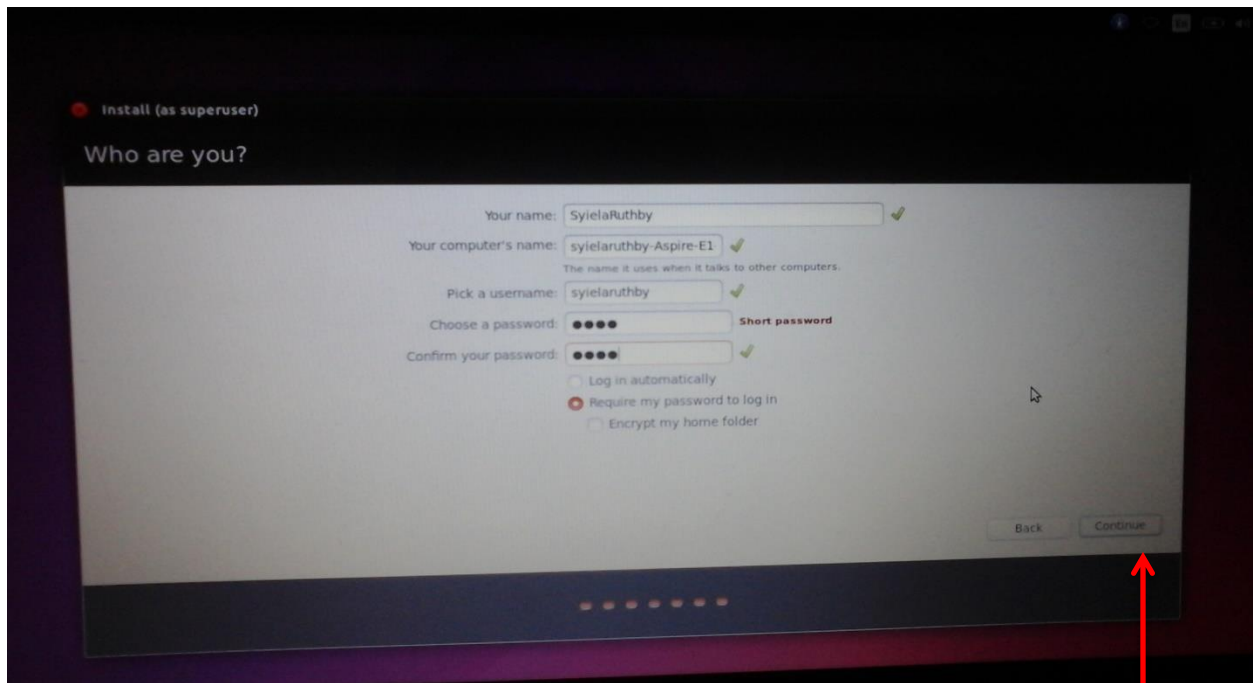 Install (as superuser)
Who are you?
Your name: SyielaRuthby
Your computer's name: syielaruthby-Aspire-E1
The name it uses when it talks to other computers.
Pick a username: syielaruthby
Choose a password: ●●●● Short password
Confirm your password: ●●●●
Log in automatically
Require my password to log in
Encrypt my home folder
Back Continue